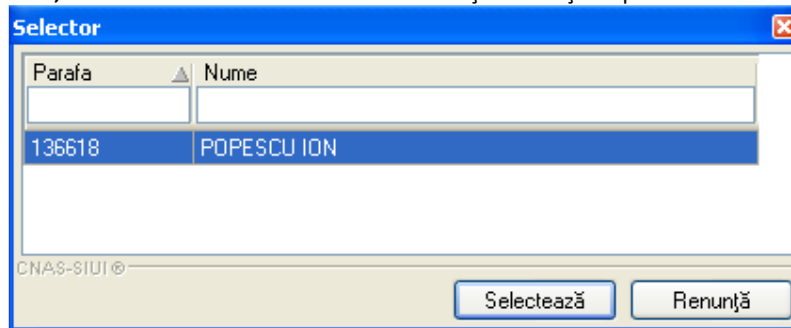 Selector
Parafa Nume
136618 POPESCU ION
CNAS-SIUI®
Selectează Renunţă